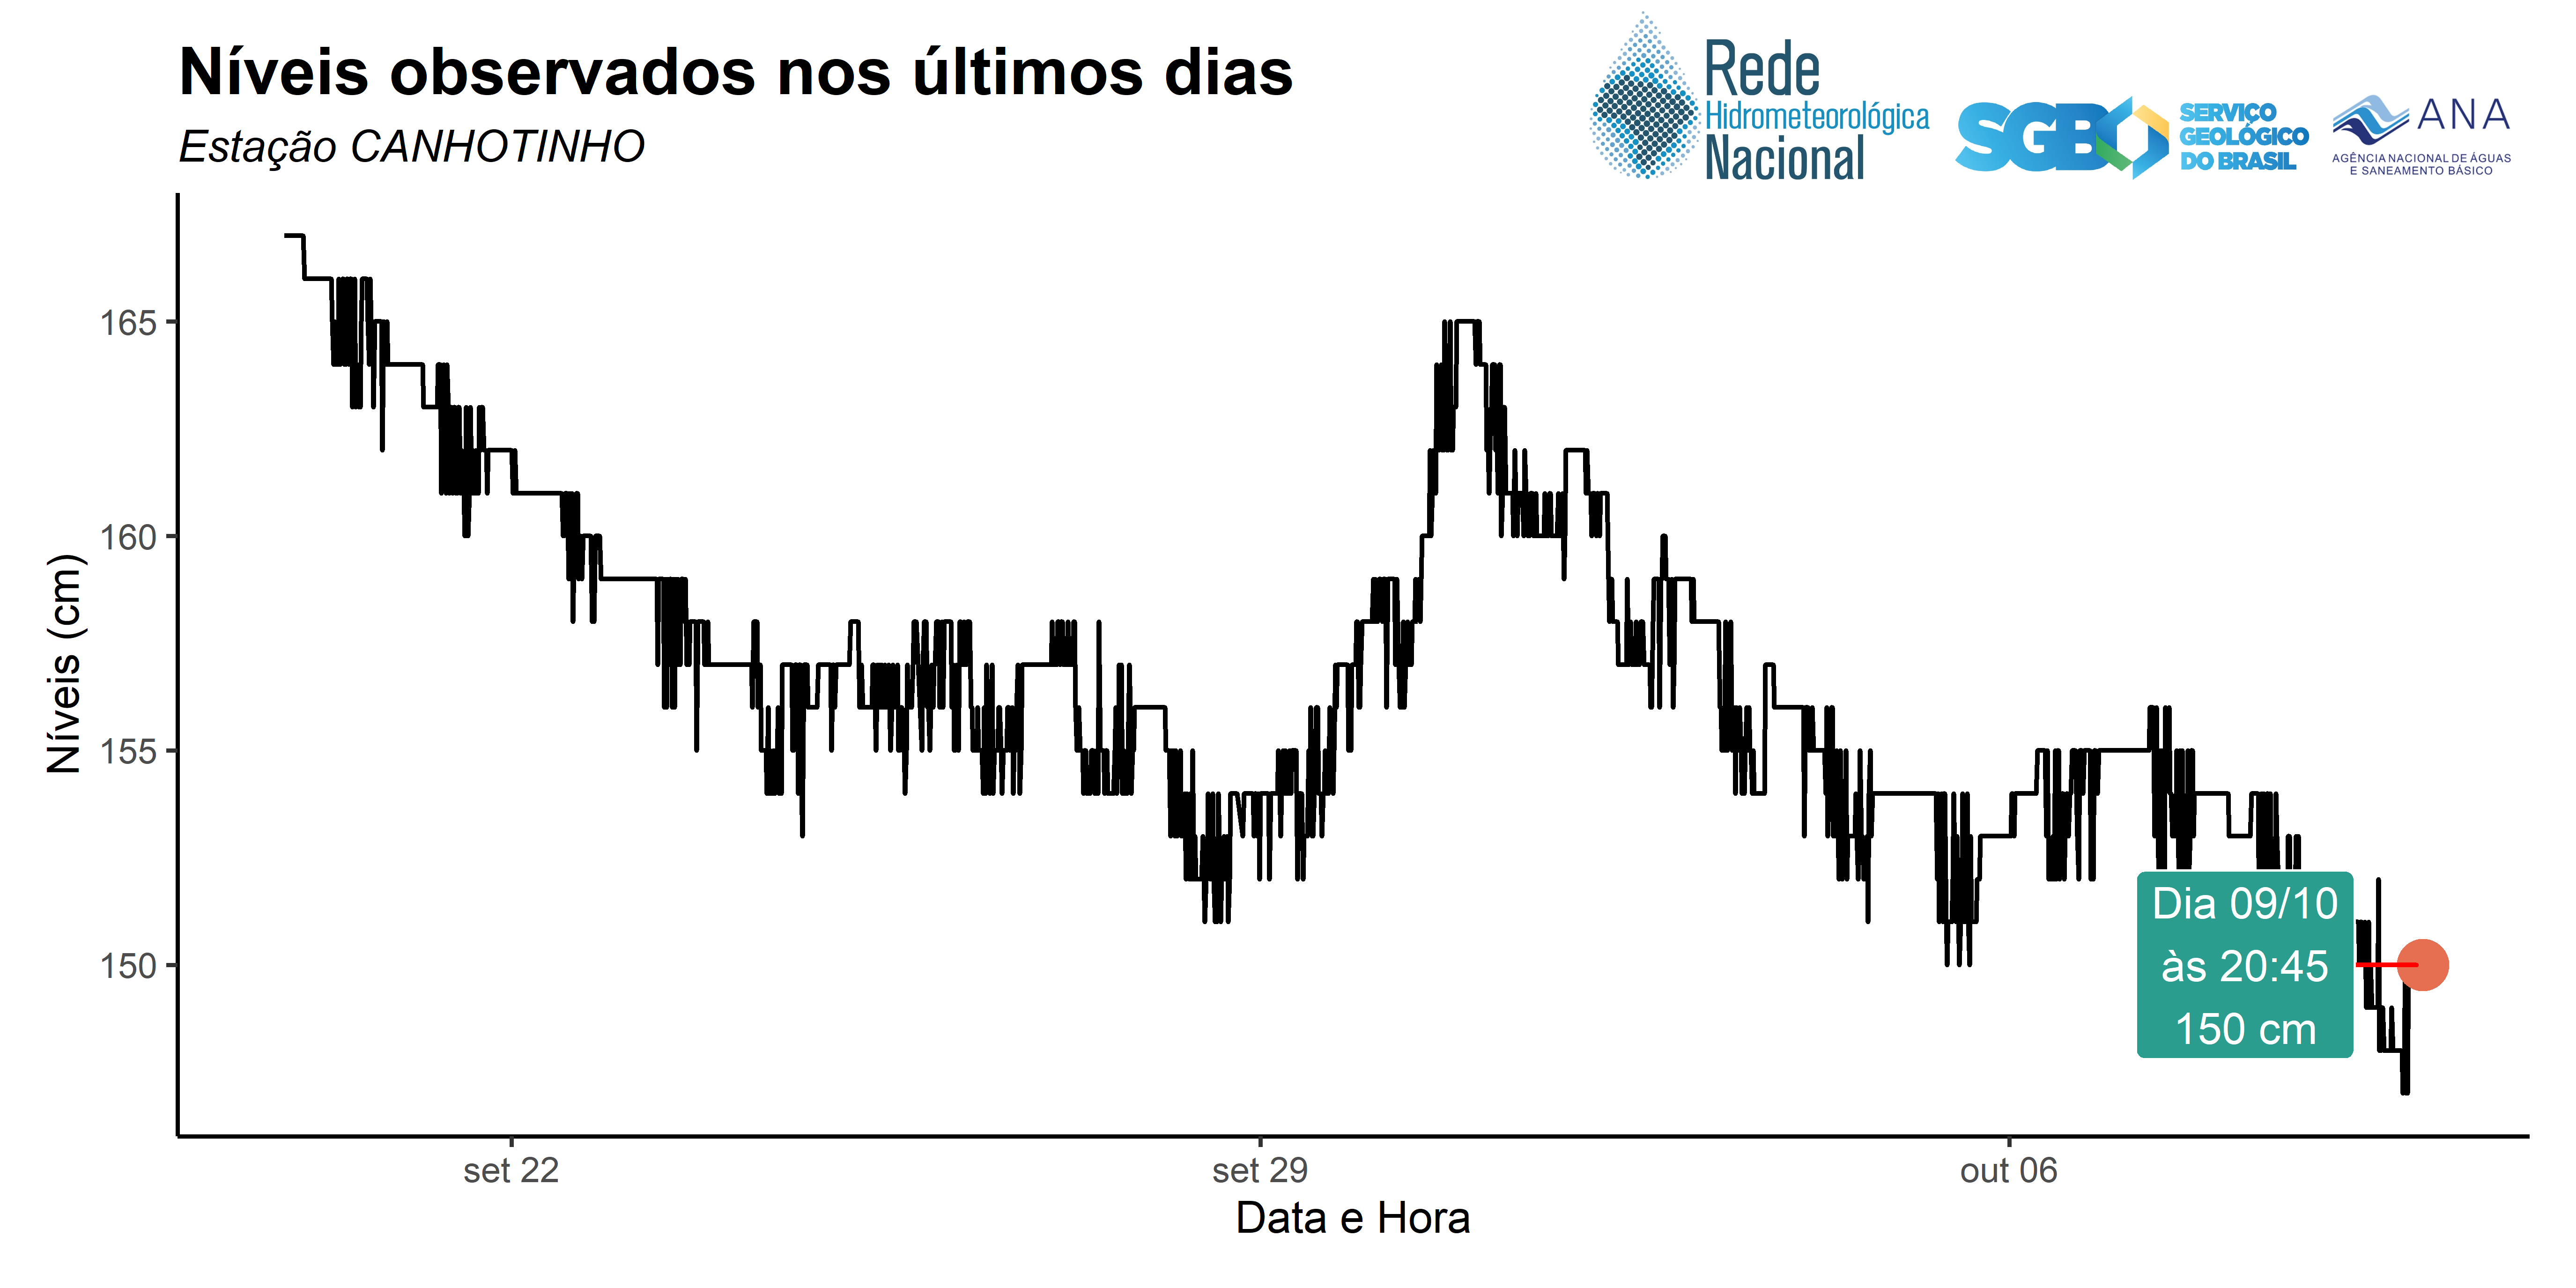 Níveis observados nos últimos dias
Estação CANHOTINHO
Rede
Hidrometeorológica
Nacional
SGB
SERVIÇO
GEOLÓGICO
DO BRASIL
ANA
AGÊNCIA NACIONAL DE ÁGUAS
E SANEAMENTO BÁSICO
Níveis (cm)
165
160
155
150
Dia 09/10
às 20:45
150 cm
set 22
set 29
out 06
Data e Hora